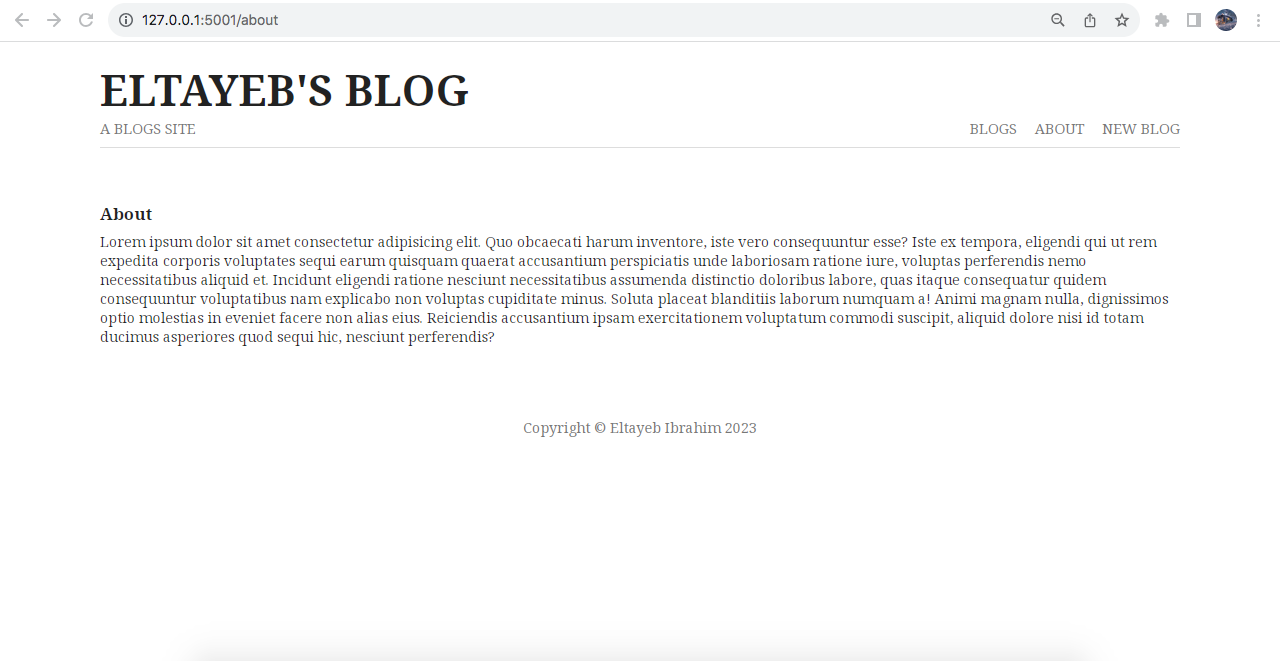 127.0.0.1:5001/about
ELTAYEB'S BLOG
A BLOGS SITE
BLOGS ABOUT NEW BLOG
About
Lorem ipsum dolor sit amet consectetur adipisicing elit. Quo obcaecati harum inventore, iste vero consequuntur esse? Iste ex tempora, eligendi qui ut rem
expedita corporis voluptates sequi earum quisquam quaerat accusantium perspiciatis unde laboriosam ratione iure, voluptas perferendis nemo
necessitatibus aliquid et. Incidunt eligendi ratione nesciunt necessitatibus assumenda distinctio doloribus labore, quas itaque consequatur quidem
consequuntur voluptatibus nam explicabo non voluptas cupiditate minus. Soluta placeat blanditiis laborum numquam a! Animi magnam nulla, dignissimos
optio molestias in eveniet facere non alias eius. Reiciendis accusantium ipsam exercitationem voluptatum commodi suscipit, aliquid dolore nisi id totam
ducimus asperiores quod sequi hic, nesciunt perferendis?
Copyright © Eltayeb Ibrahim 2023